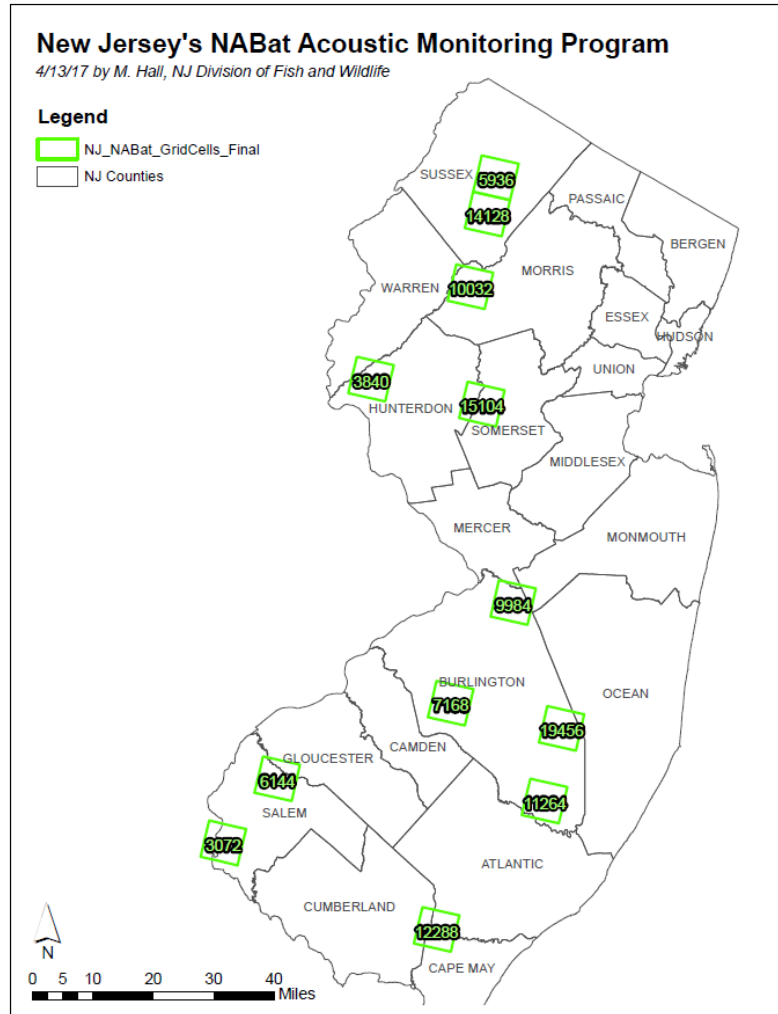 New Jersey's NABat Acoustic Monitoring Program
4/13/17 by M. Hall, NJ Division of Fish and Wildlife
Legend
NJ_NABat_GridCells_Final
NJ Counties
SUSSEX
5936
14128
PASSAIC
BERGEN
MORRIS
WARREN
10032
ESSEX
HUDSON
UNION
3840
HUNTERDON
15104
SOMERSET
MIDDLESEX
MERCER
MONMOUTH
9984
BURLINGTON
OCEAN
7168
19456
CAMDEN
GLOUCESTER
6144
11264
SALEM
3072
ATLANTIC
CUMBERLAND
12288
CAPE MAY
N
0 5 10 20 30 40
Miles